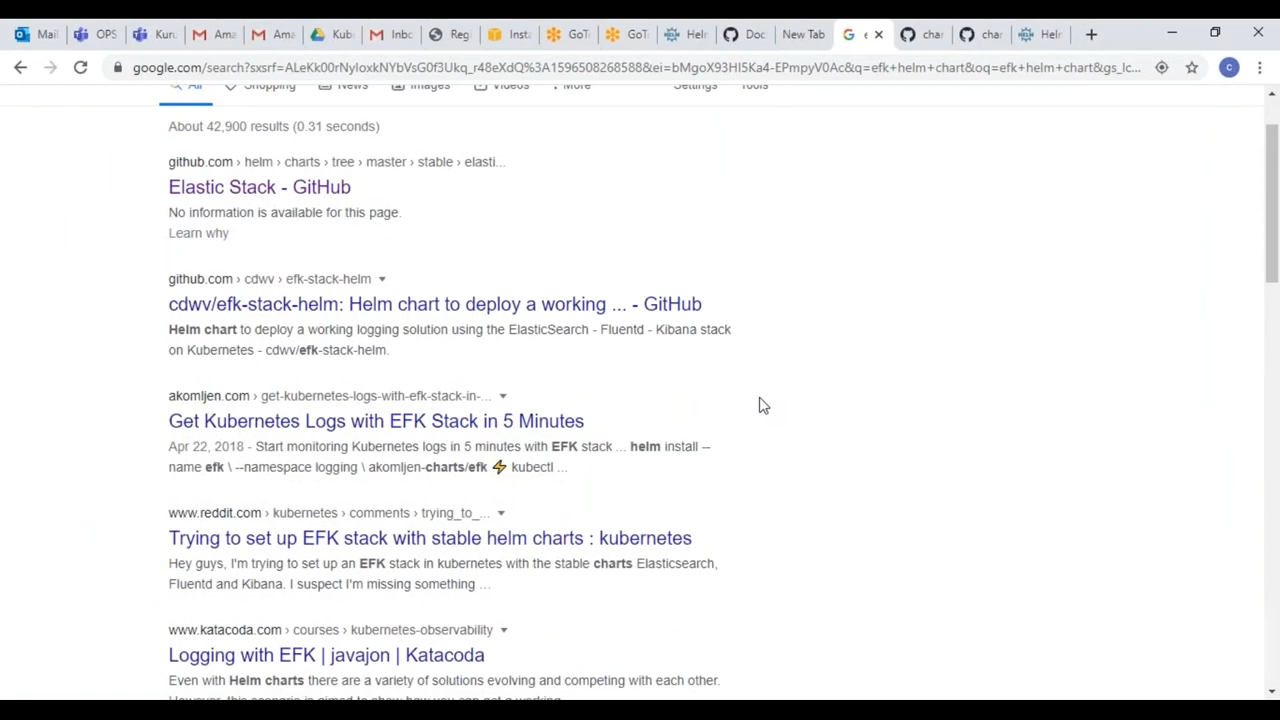 Mail
OPS
Kuru
Ama
Ama
Kube
Inbo
Reg
Insta
GoT
GoT
Helm
Doc
New Tab
e
char
char
Helm
google.com/search?sxsrf=ALeKk00rNyloxkNYbVsG0f3Ukq_r48eXdQ%3A1596508268588&ei=bMgoX93HI5Ka4-EPmpyV0Ac&q=efk+helm+chart&oq=efk+helm+chart&gs_lc...
All Shopping News Images Videos More Settings Tools
About 42,900 results (0.31 seconds)
github.com › helm › charts › tree › master › stable › elasti...
Elastic Stack - GitHub
No information is available for this page.
Learn why
github.com › cdwv › efk-stack-helm
cdwv/efk-stack-helm: Helm chart to deploy a working ... - GitHub
Helm chart to deploy a working logging solution using the ElasticSearch - Fluentd - Kibana stack
on Kubernetes - cdwv/efk-stack-helm.
akomljen.com › get-kubernetes-logs-with-efk-stack-in-...
Get Kubernetes Logs with EFK Stack in 5 Minutes
Apr 22, 2018 - Start monitoring Kubernetes logs in 5 minutes with EFK stack ... helm install --
name efk \ --namespace logging \ akomljen-charts/efk ⚡ kubectl ...
www.reddit.com › kubernetes › comments › trying_to_...
Trying to set up EFK stack with stable helm charts : kubernetes
Hey guys, I'm trying to set up an EFK stack in kubernetes with the stable charts Elasticsearch,
Fluentd and Kibana. I suspect I'm missing something ...
www.katacoda.com › courses › kubernetes-observability
Logging with EFK | javajon | Katacoda
Even with Helm charts there are a variety of solutions evolving and competing with each other.